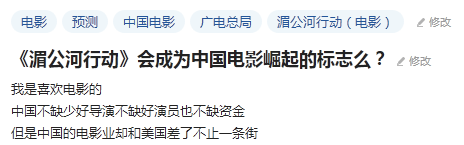 电影 预测 中国电影 广电总局 湄公河行动（电影） 修改
《湄公河行动》会成为中国电影崛起的标志么？ 修改
我是喜欢电影的
中国不缺少好导演不缺好演员也不缺资金
但是中国的电影业却和美国差了不止一条街